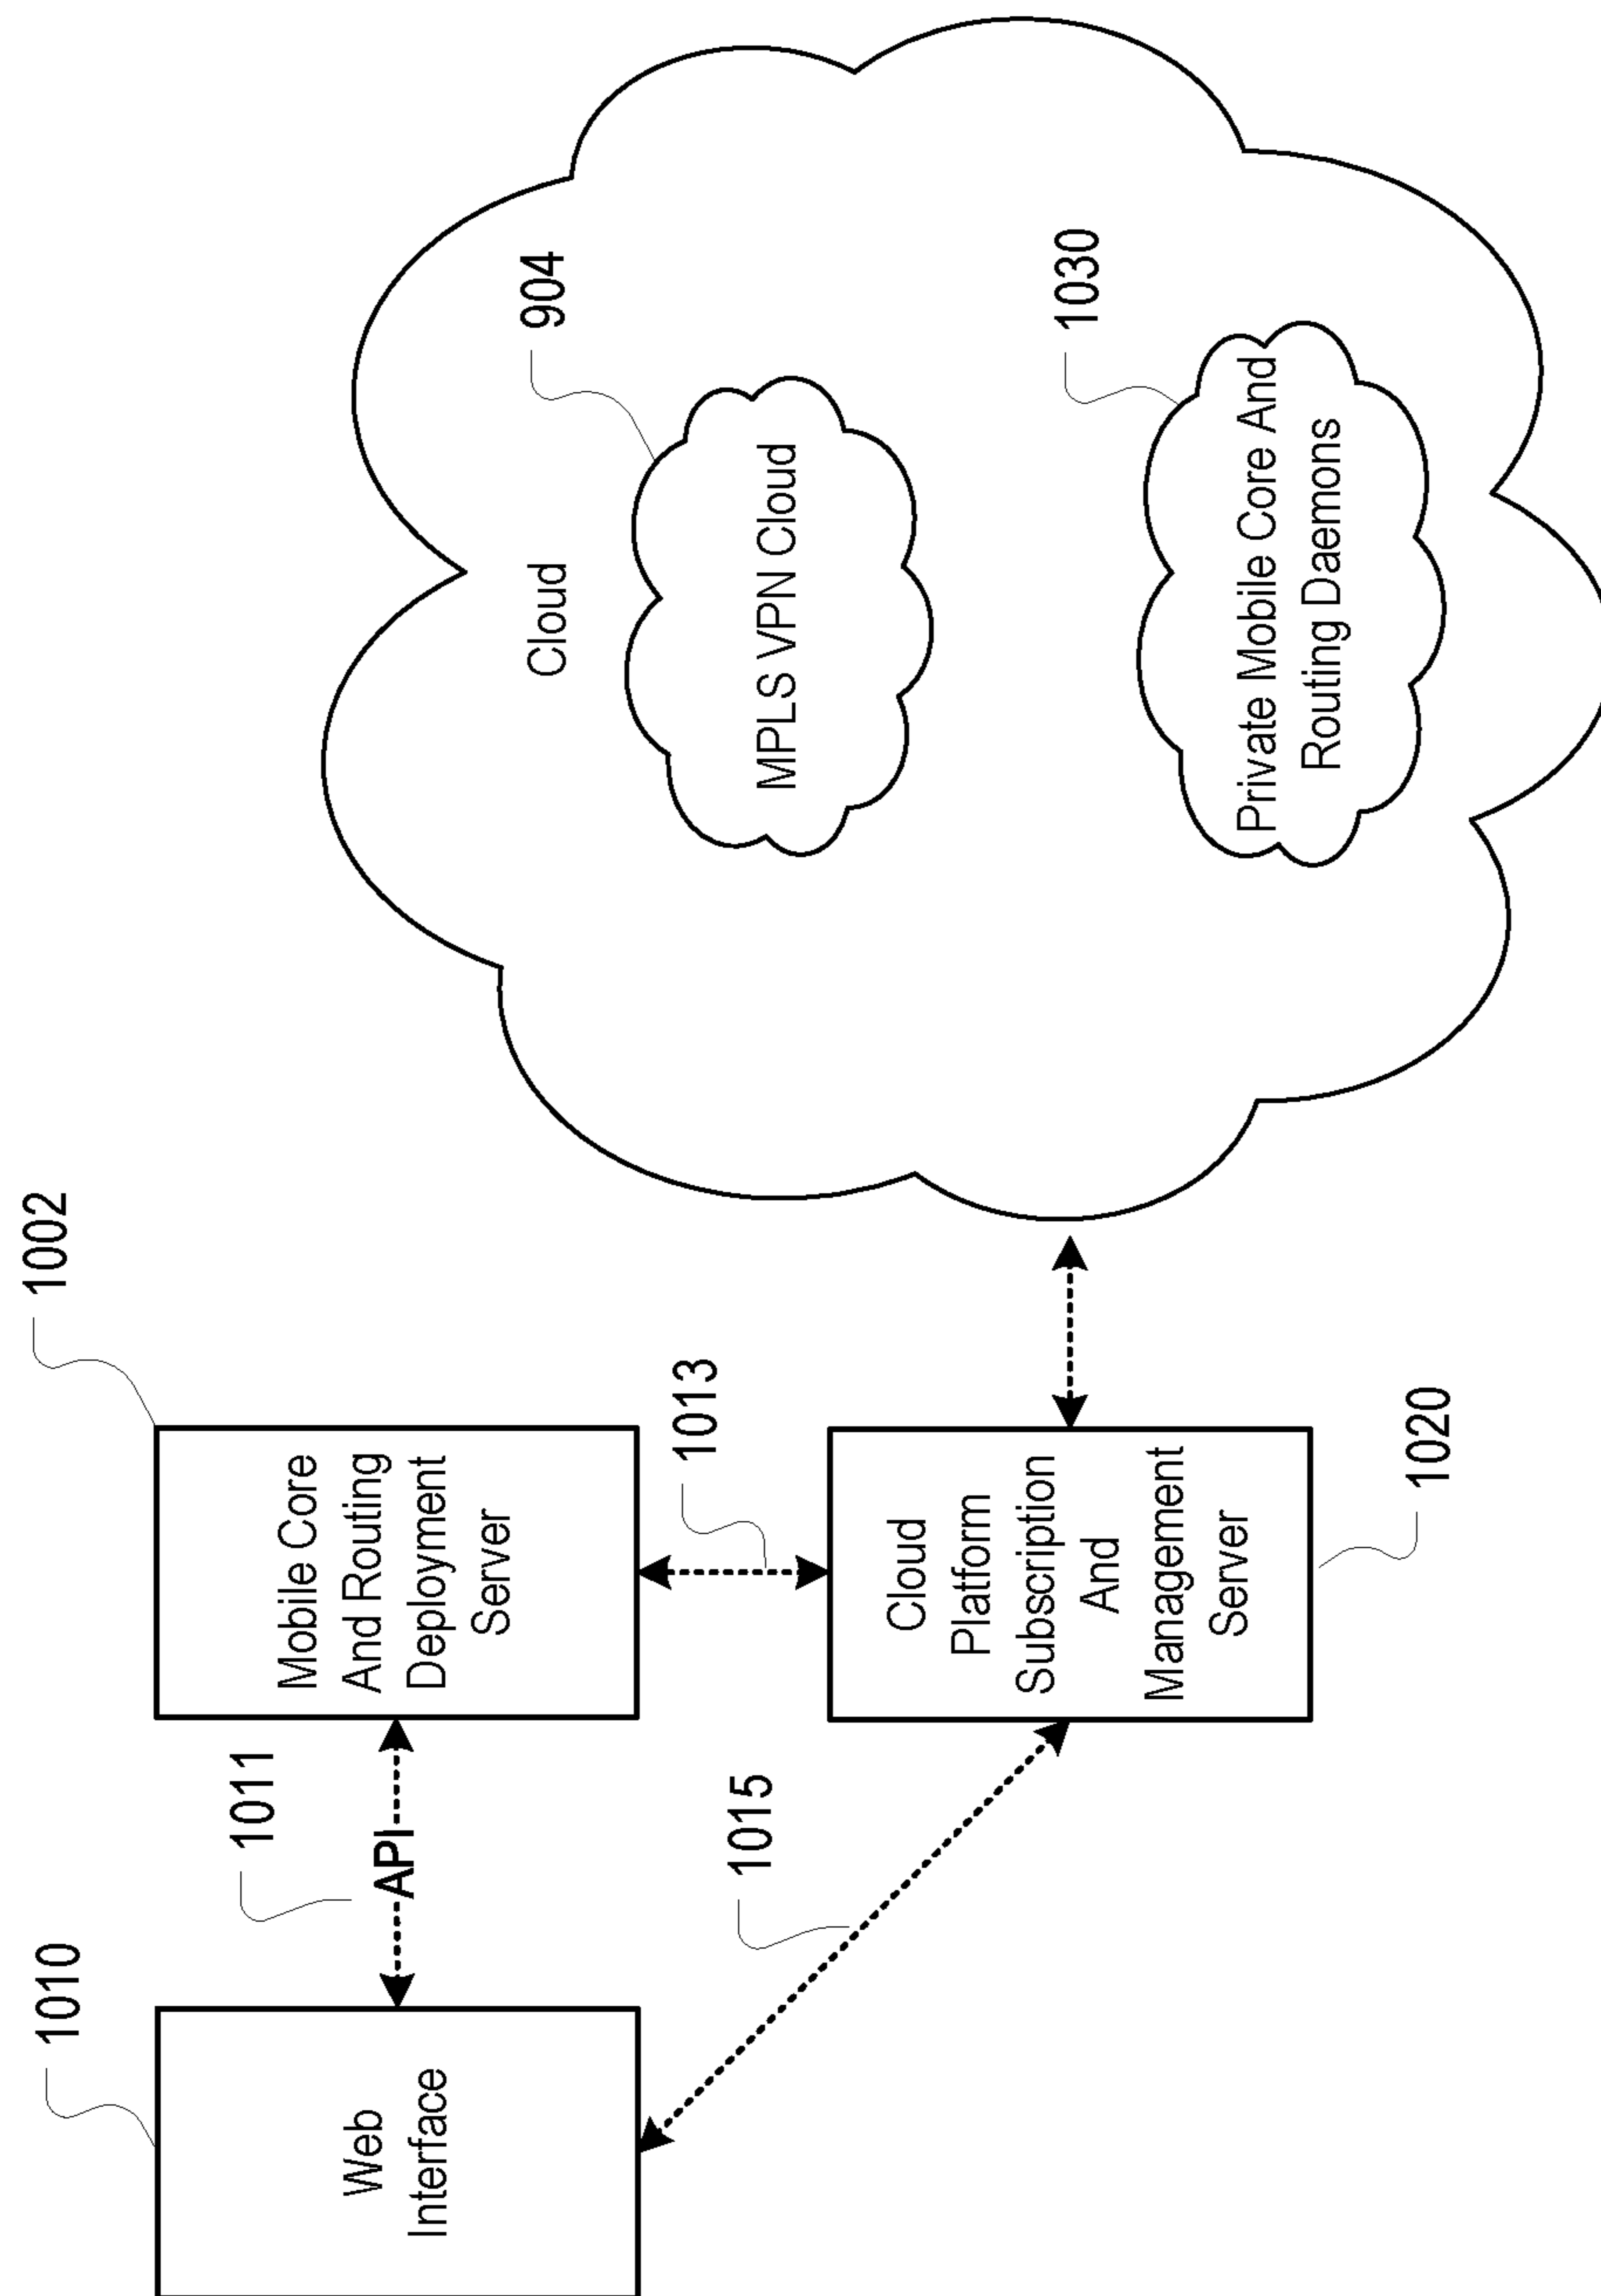 1010
Web
Interface
1011
API
1002
Mobile Core
And Routing
Deployment
Server
1013
1015
Cloud
Platform
Subscription
And
Management
Server
1020
Cloud
904
MPLS VPN Cloud
1030
Private Mobile Core And
Routing Daemons